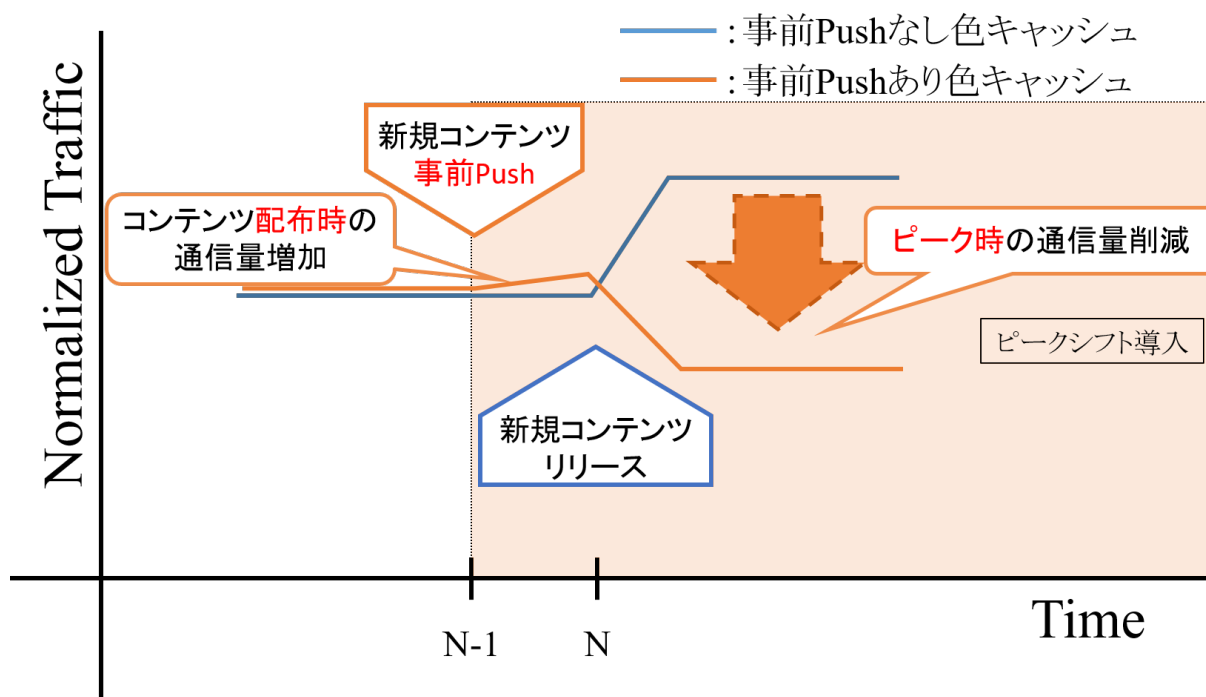 : 事前Pushなし色キャッシュ
: 事前Pushあり色キャッシュ
Normalized Traffic
新規コンテンツ
事前Push
コンテンツ配布時の
通信量増加
ピーク時の通信量削減
ピークシフト導入
新規コンテンツ
リリース
N-1
N
Time